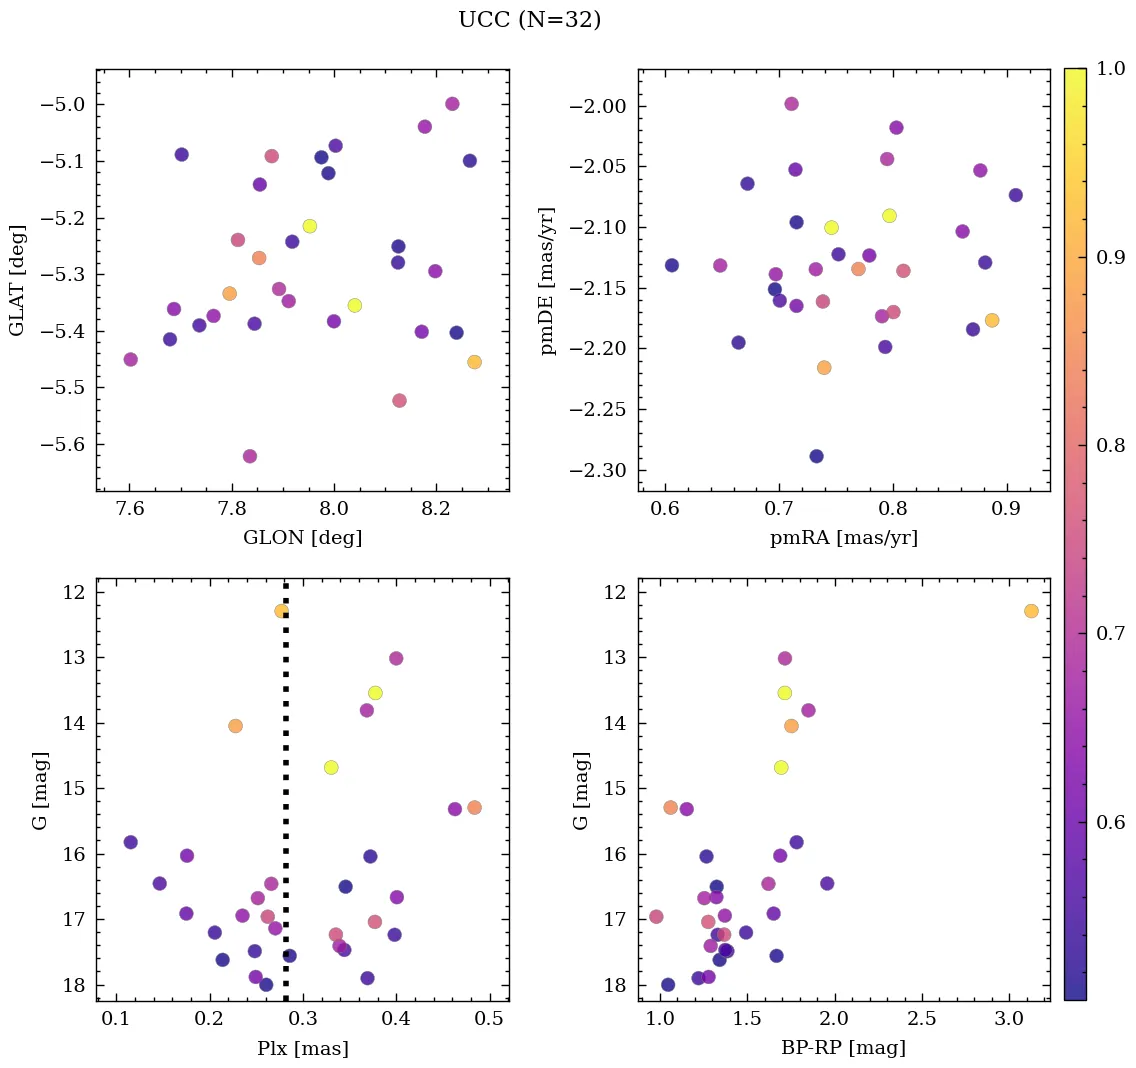 UCC (N=32)
−5.0
−5.1
−5.2
−5.3
−5.4
−5.5
−5.6
GLAT [deg]
7.6 7.8 8.0 8.2
GLON [deg]
−2.00
−2.05
−2.10
−2.15
−2.20
−2.25
−2.30
pmDE [mas/yr]
0.6 0.7 0.8 0.9
pmRA [mas/yr]
12
13
14
15
16
17
18
G [mag]
0.1 0.2 0.3 0.4 0.5
Plx [mas]
12
13
14
15
16
17
18
G [mag]
1.0 1.5 2.0 2.5 3.0
BP-RP [mag]
1.0
0.9
0.8
0.7
0.6